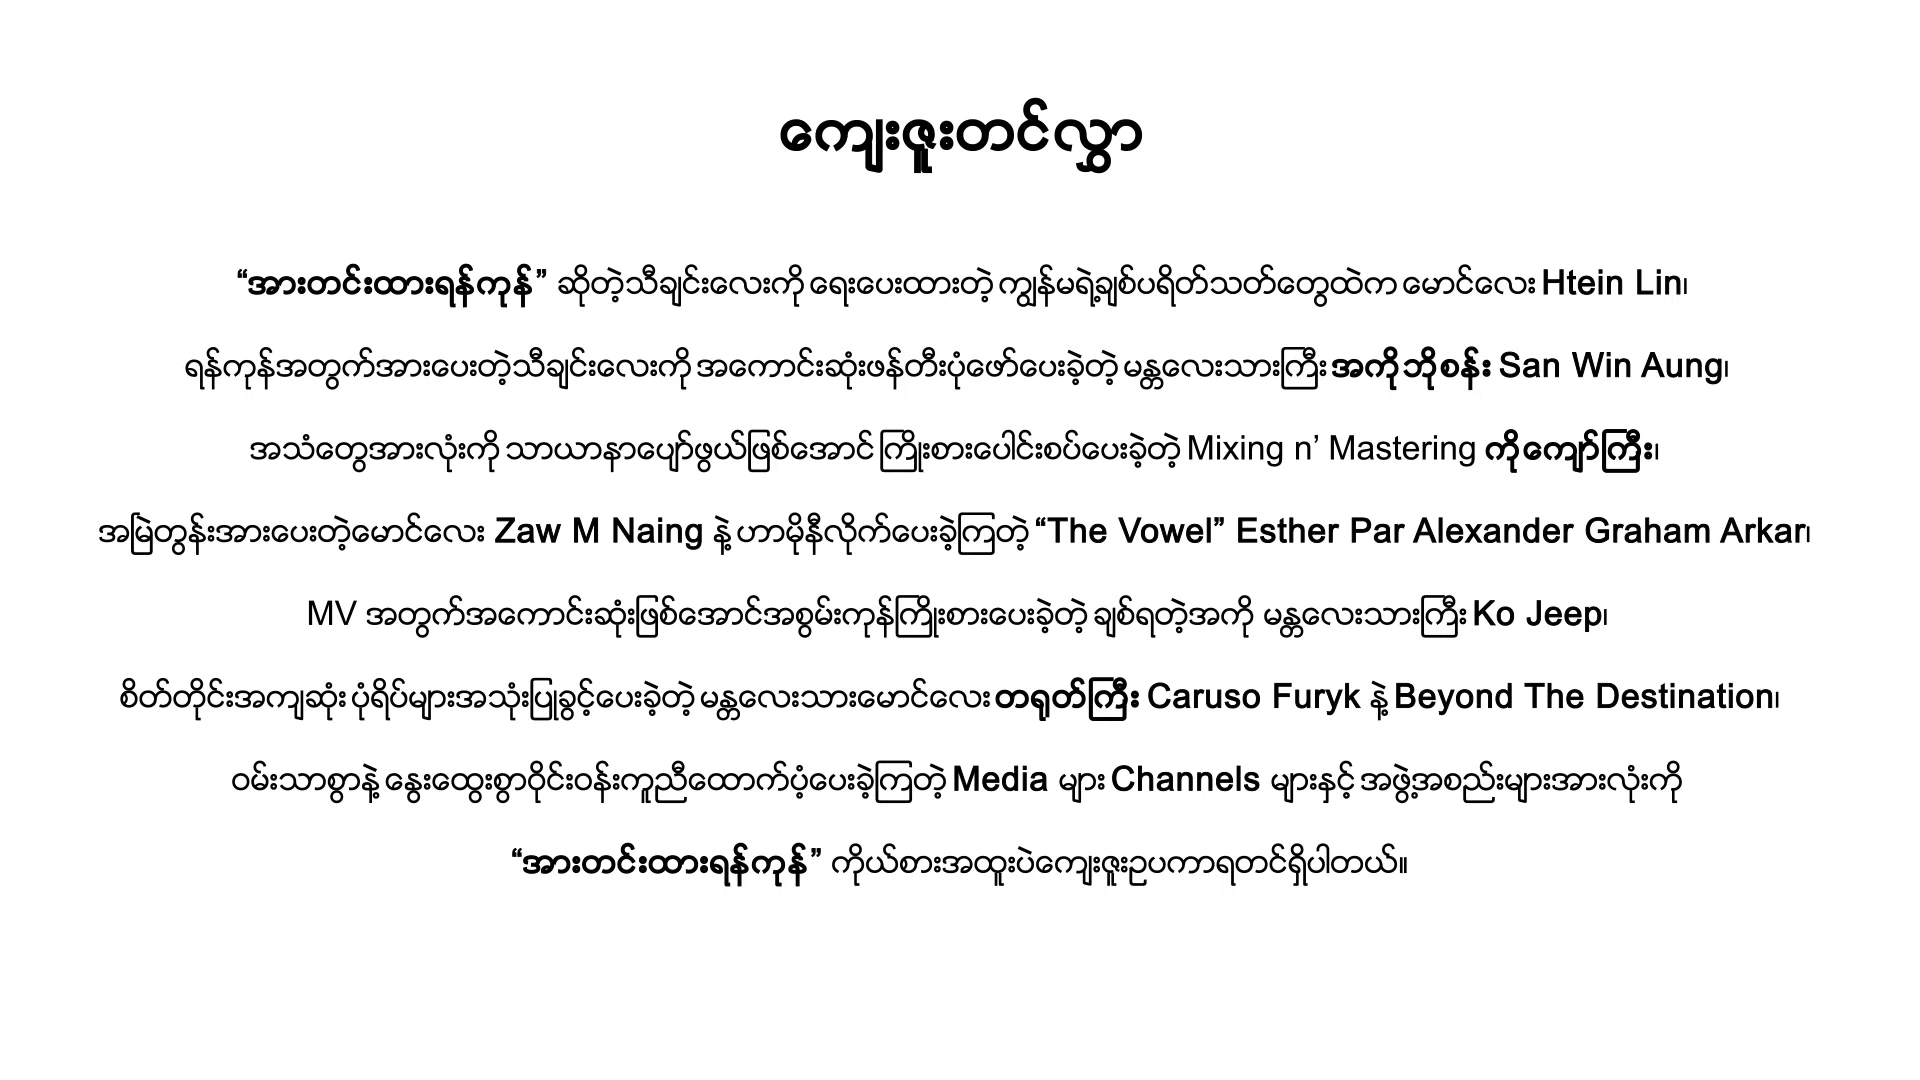 ကျေးဇူးတင်လွှာ
“အားတင်းထားရန်ကုန်” ဆိုတဲ့သီချင်းလေးကို ရေးပေးထားတဲ့ ကျွန်မရဲ့ချစ်ပရိတ်သတ်တွေထဲက မောင်လေး Htein Lin၊
ရန်ကုန်အတွက်အားပေးတဲ့သီချင်းလေးကို အကောင်းဆုံးဖန်တီးပုံဖော်ပေးခဲ့တဲ့ မန္တလေးသားကြီး အကိုဘိုစန်း San Win Aung၊
အသံတွေအားလုံးကို သာယာနာပျော်ဖွယ်ဖြစ်အောင် ကြိုးစားပေါင်းစပ်ပေးခဲ့တဲ့ Mixing n’ Mastering ကိုကျော်ကြီး၊
အမြဲတွန်းအားပေးတဲ့မောင်လေး Zaw M Naing နဲ့ ဟာမိုနီလိုက်ပေးခဲ့ကြတဲ့ “The Vowel” Esther Par Alexander Graham Arkar၊
MV အတွက်အကောင်းဆုံးဖြစ်အောင်အစွမ်းကုန်ကြိုးစားပေးခဲ့တဲ့ ချစ်ရတဲ့အကို မန္တလေးသားကြီး Ko Jeep၊
စိတ်တိုင်းအကျဆုံး ပုံရိပ်များအသုံးပြုခွင့်ပေးခဲ့တဲ့ မန္တလေးသားမောင်လေး တရုတ်ကြီး Caruso Furyk နဲ့ Beyond The Destination၊
ဝမ်းသာစွာနဲ့ နွေးထွေးစွာဝိုင်းဝန်းကူညီထောက်ပံ့ပေးခဲ့ကြတဲ့ Media များ Channels များနှင့် အဖွဲ့အစည်းများအားလုံးကို
“အားတင်းထားရန်ကုန်” ကိုယ်စားအထူးပဲကျေးဇူးဥပကာရတင်ရှိပါတယ်။